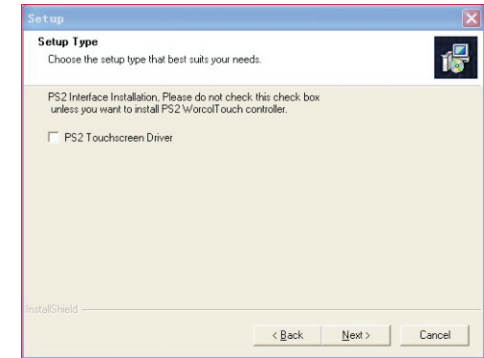 Setup
Setup Type
Choose the setup type that best suits your needs.
PS2 Interface Installation, Please do not check this check box
unless you want to install PS2 WorcolTouch controller.
PS2 Touchscreen Driver
InstallShield
< Back Next > Cancel